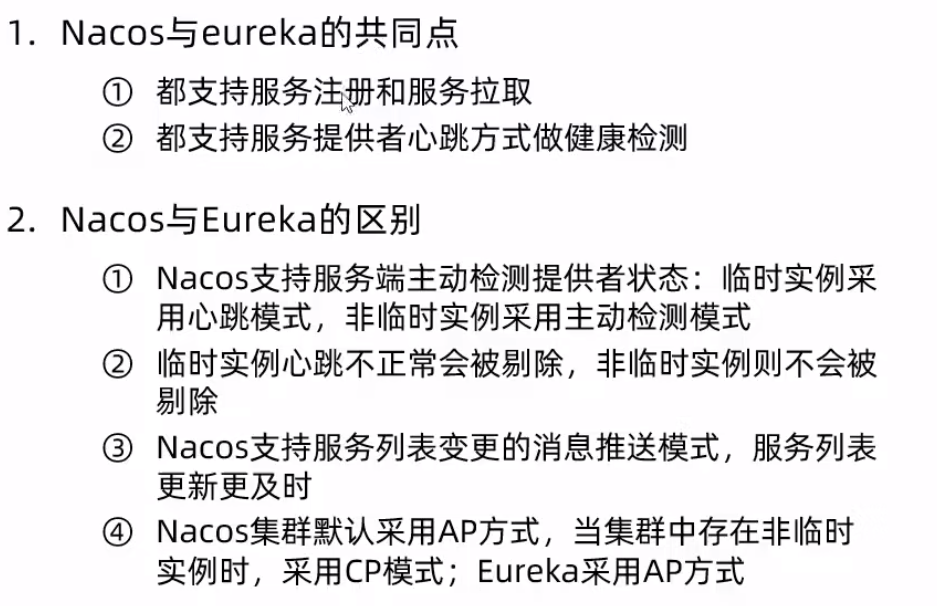 1. Nacos与eureka的共同点
① 都支持服务注册和服务拉取
② 都支持服务提供者心跳方式做健康检测
2. Nacos与Eureka的区别
① Nacos支持服务端主动检测提供者状态：临时实例采
用心跳模式，非临时实例采用主动检测模式
② 临时实例心跳不正常会被剔除，非临时实例则不会被
剔除
③ Nacos支持服务列表变更的消息推送模式，服务列表
更新更及时
④ Nacos集群默认采用AP方式，当集群中存在非临时
实例时，采用CP模式；Eureka采用AP方式